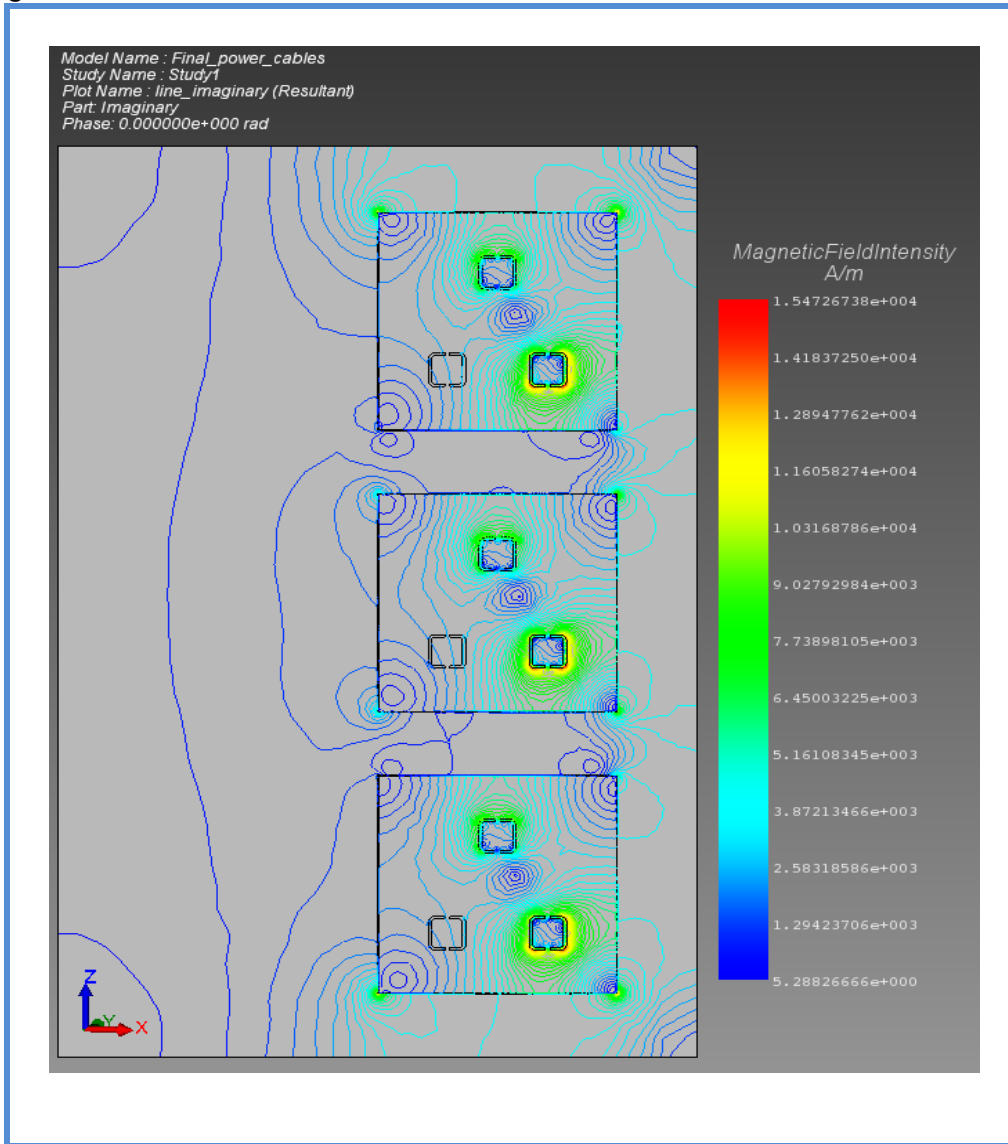 Model Name : Final_power_cables
Study Name : Study1
Plot Name : line_imaginary (Resultant)
Part: Imaginary
Phase: 0.000000e+000 rad
MagneticFieldIntensity
A/m
1.54726738e+004
1.41837250e+004
1.28947762e+004
1.16058274e+004
1.03168786e+004
9.02792984e+003
7.73898105e+003
6.45003225e+003
5.16108345e+003
3.87213466e+003
2.58318586e+003
1.29423706e+003
5.28826666e+000
Z
Y
X